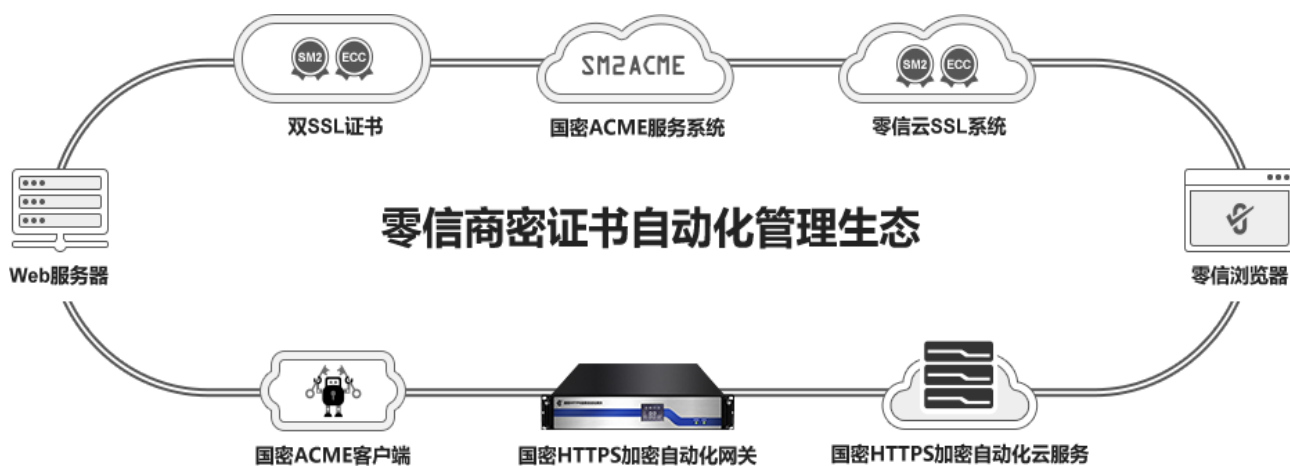 SM2 ECC
SM2ACME
SM2 ECC
双SSL证书
国密ACME服务系统
零信云SSL系统
零信商密证书自动化管理生态
Web服务器
零信浏览器
国密ACME客户端
国密HTTPS加密自动化网关
国密HTTPS加密自动化云服务